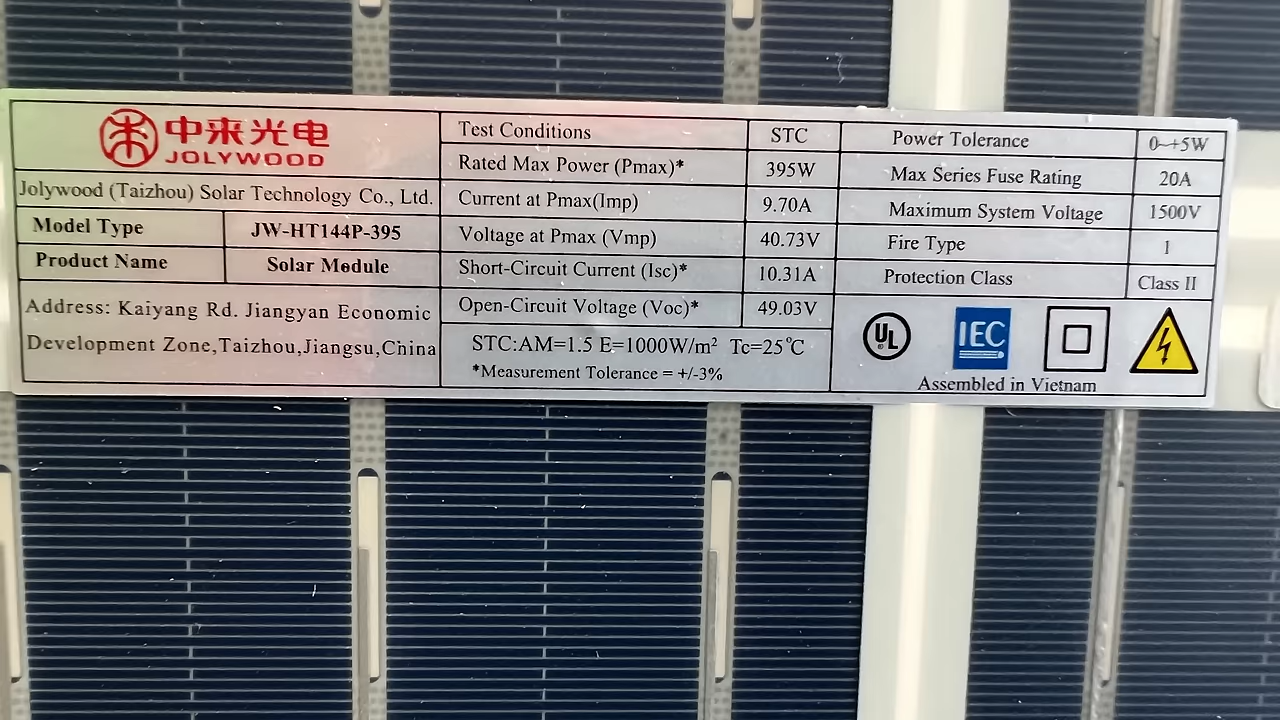 中来光电
JOLYWOOD
Jolywood (Taizhou) Solar Technology Co., Ltd.
Model Type JW-HT144P-395
Product Name Solar Module
Address: Kaiyang Rd. Jiangyan Economic
Development Zone,Taizhou,Jiangsu,China
Test Conditions STC
Rated Max Power (Pmax)* 395W
Current at Pmax(Imp) 9.70A
Voltage at Pmax (Vmp) 40.73V
Short-Circuit Current (Isc)* 10.31A
Open-Circuit Voltage (Voc)* 49.03V
STC:AM=1.5 E=1000W/m² Tc=25℃
*Measurement Tolerance = +/-3%
Power Tolerance 0~+5W
Max Series Fuse Rating 20A
Maximum System Voltage 1500V
Fire Type 1
Protection Class Class II
UL IEC
Assembled in Vietnam